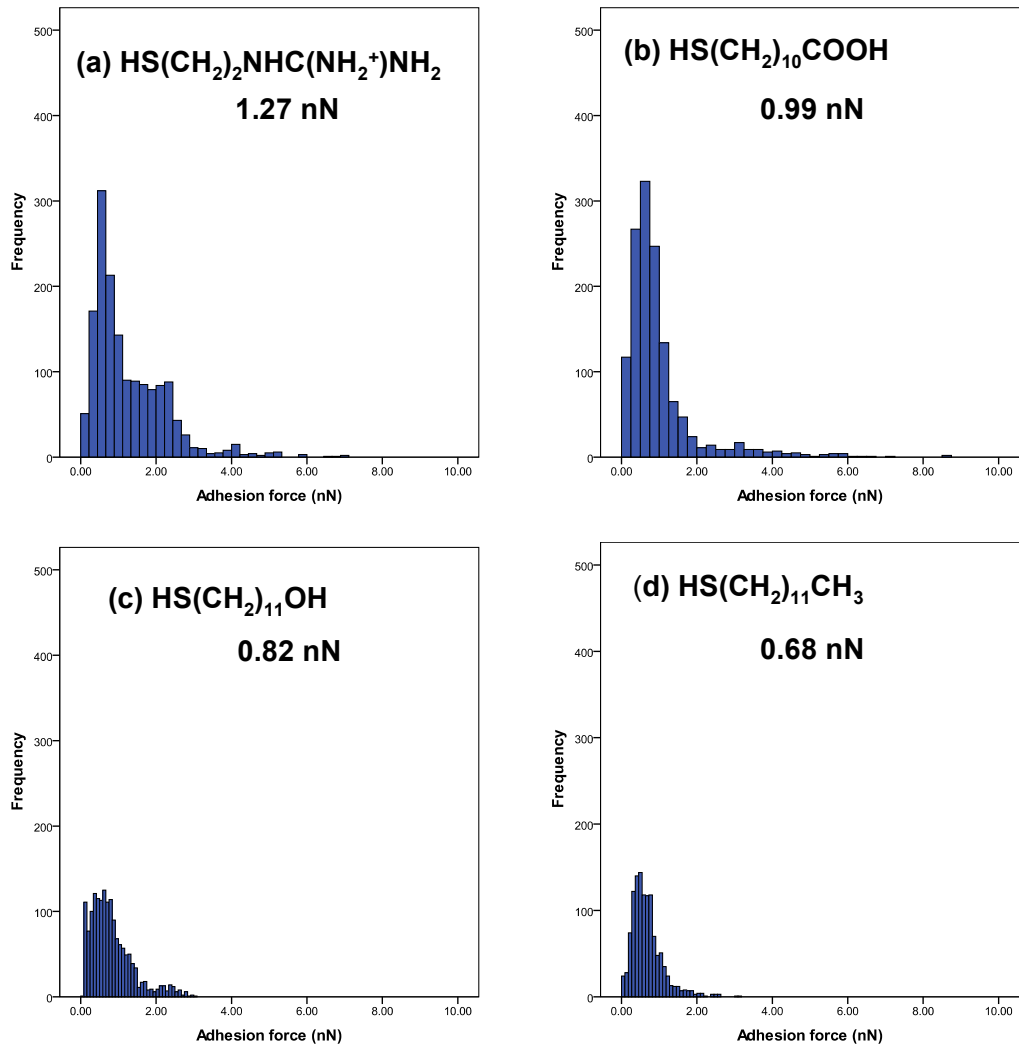 (a) HS(CH₂)₂NHC(NH₂⁺)NH₂
1.27 nN
500
400
300
200
100
0
Frequency
0.00 2.00 4.00 6.00 8.00 10.00
Adhesion force (nN)
(b) HS(CH₂)₁₀COOH
0.99 nN
500
400
300
200
100
0
Frequency
0.00 2.00 4.00 6.00 8.00 10.00
Adhesion force (nN)
(c) HS(CH₂)₁₁OH
0.82 nN
500
400
300
200
100
0
Frequency
0.00 2.00 4.00 6.00 8.00 10.00
Adhesion force (nN)
(d) HS(CH₂)₁₁CH₃
0.68 nN
500
400
300
200
100
0
Frequency
0.00 2.00 4.00 6.00 8.00 10.00
Adhesion force (nN)